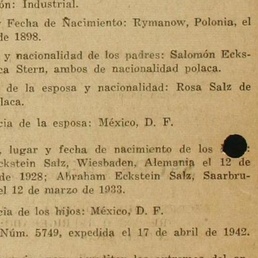 ón: Industrial.
y Fecha de Nacimiento: Rymanow, Polonia, el
de 1898.
y nacionalidad de los padres: Salomón Ecks-
ca Stern, ambos de nacionalidad polaca.
de la esposa y nacionalidad: Rosa Salz de
laca.
cia de la esposa: México, D. F.
, lugar y fecha de nacimiento de los
ckstein Salz, Wiesbaden, Alemania el 12 de
de 1928; Abraham Eckstein Salz, Saarbru-
el 12 de marzo de 1933.
cia de los hijos: México, D. F.
Núm. 5749, expedida el 17 de abril de 1942.